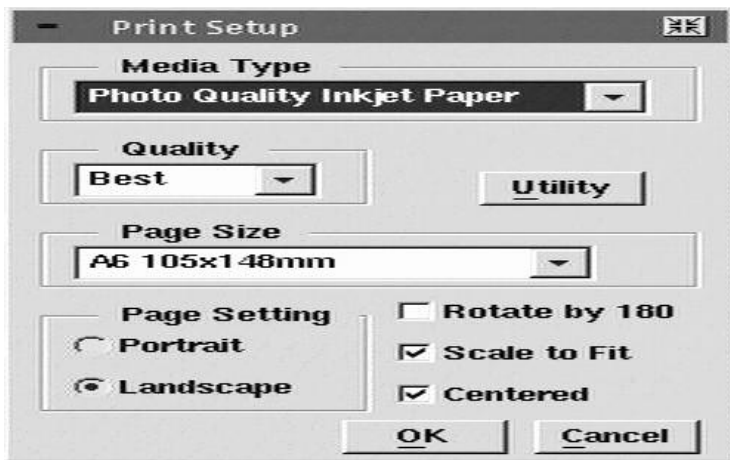 Print Setup
Media Type
Photo Quality Inkjet Paper
Quality
Best
Utility
Page Size
A6 105x148mm
Page Setting
Portrait
Landscape
Rotate by 180
Scale to Fit
Centered
OK
Cancel